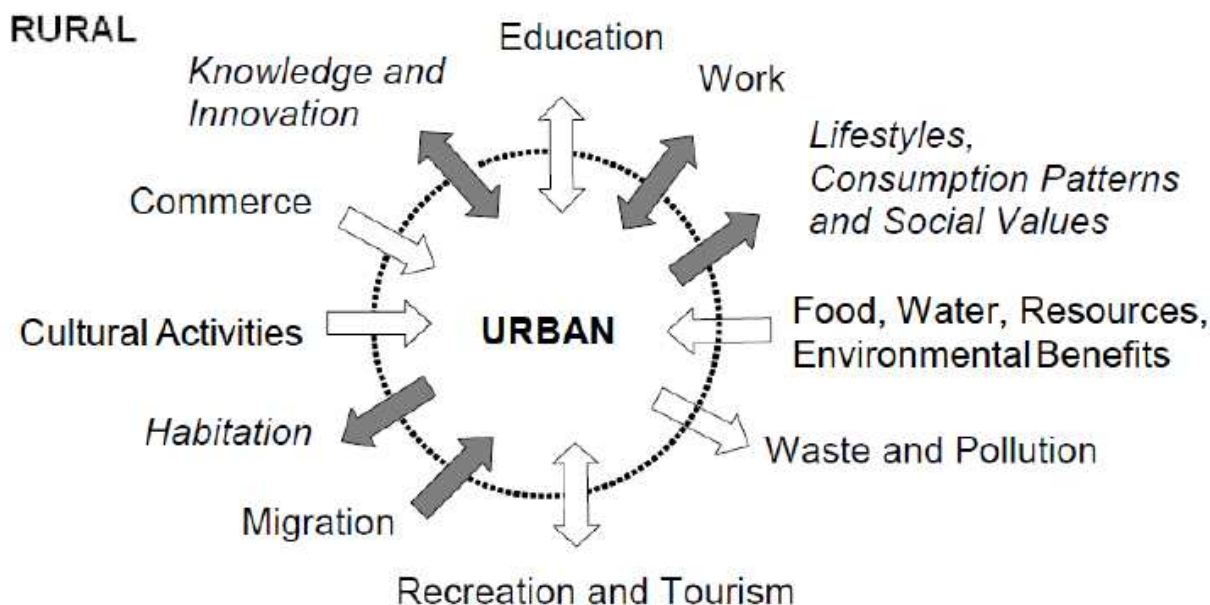 RURAL
Education
Knowledge and
Innovation
Work
Lifestyles,
Consumption Patterns
and Social Values
Commerce
Cultural Activities
URBAN
Food, Water, Resources,
Environmental Benefits
Habitation
Waste and Pollution
Migration
Recreation and Tourism